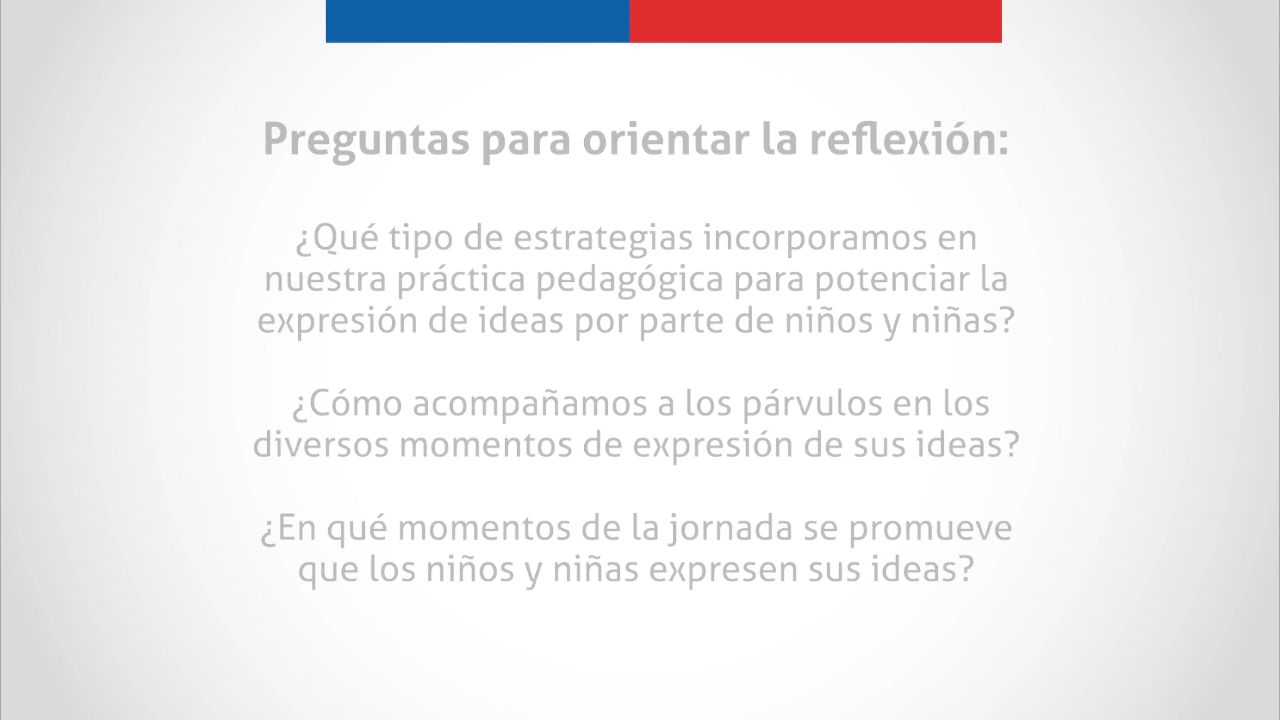 Preguntas para orientar la reflexión:
¿Qué tipo de estrategias incorporamos en
nuestra práctica pedagógica para potenciar la
expresión de ideas por parte de niños y niñas?
¿Cómo acompañamos a los párvulos en los
diversos momentos de expresión de sus ideas?
¿En qué momentos de la jornada se promueve
que los niños y niñas expresen sus ideas?